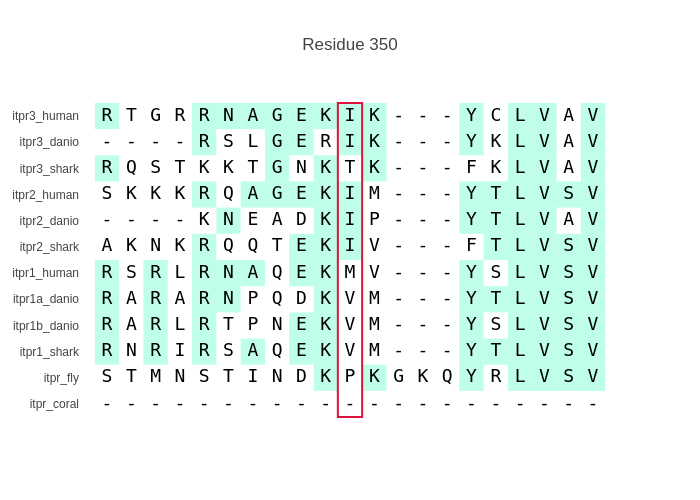 Residue 350
itpr3_human R T G R R N A G E K I K - - - Y C L V A V
itpr3_danio - - - - R S L G E R I K - - - Y K L V A V
itpr3_shark R Q S T K K T G N K T K - - - F K L V A V
itpr2_human S K K K R Q A G E K I M - - - Y T L V S V
itpr2_danio - - - - K N E A D K I P - - - Y T L V A V
itpr2_shark A K N K R Q Q T E K I V - - - F T L V S V
itpr1_human R S R L R N A Q E K M V - - - Y S L V S V
itpr1a_danio R A R A R N P Q D K V M - - - Y T L V S V
itpr1b_danio R A R L R T P N E K V M - - - Y S L V S V
itpr1_shark R N R I R S A Q E K V M - - - Y T L V S V
itpr_fly S T M N S T I N D K P K G K Q Y R L V S V
itpr_coral - - - - - - - - - - - - - - - - - - - - -